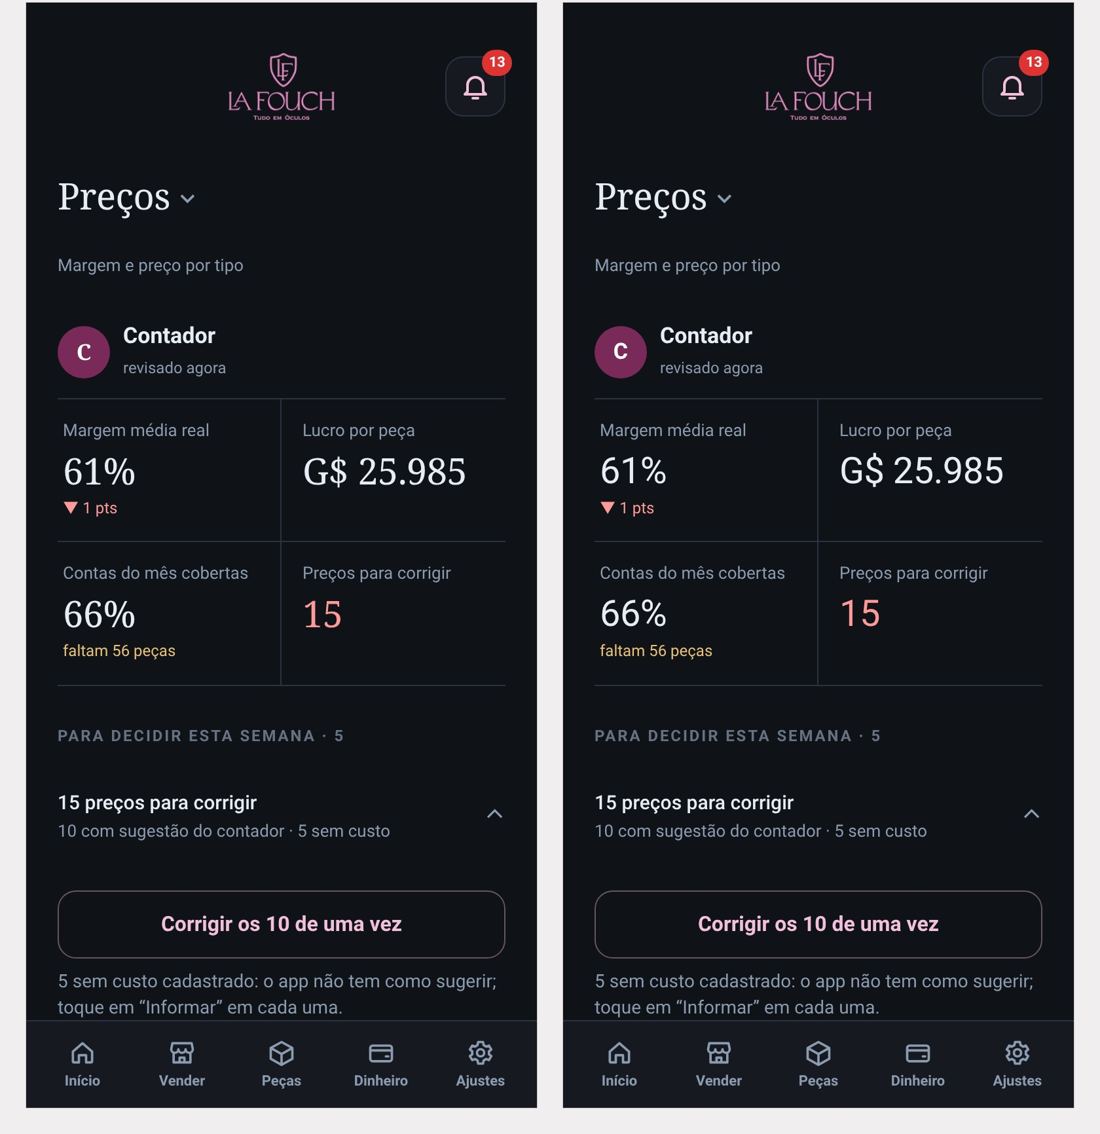 LF
LA FOUCH
TUDO EM ÓCULOS
13
Preços
Margem e preço por tipo
C
Contador
revisado agora
Margem média real
61%
▼ 1 pts
Lucro por peça
G$ 25.985
Contas do mês cobertas
66%
faltam 56 peças
Preços para corrigir
15
PARA DECIDIR ESTA SEMANA · 5
15 preços para corrigir
10 com sugestão do contador · 5 sem custo
Corrigir os 10 de uma vez
5 sem custo cadastrado: o app não tem como sugerir;
toque em “Informar” em cada uma.
Início
Vender
Peças
Dinheiro
Ajustes
LF
LA FOUCH
TUDO EM ÓCULOS
13
Preços
Margem e preço por tipo
C
Contador
revisado agora
Margem média real
61%
▼ 1 pts
Lucro por peça
G$ 25.985
Contas do mês cobertas
66%
faltam 56 peças
Preços para corrigir
15
PARA DECIDIR ESTA SEMANA · 5
15 preços para corrigir
10 com sugestão do contador · 5 sem custo
Corrigir os 10 de uma vez
5 sem custo cadastrado: o app não tem como sugerir;
toque em “Informar” em cada uma.
Início
Vender
Peças
Dinheiro
Ajustes